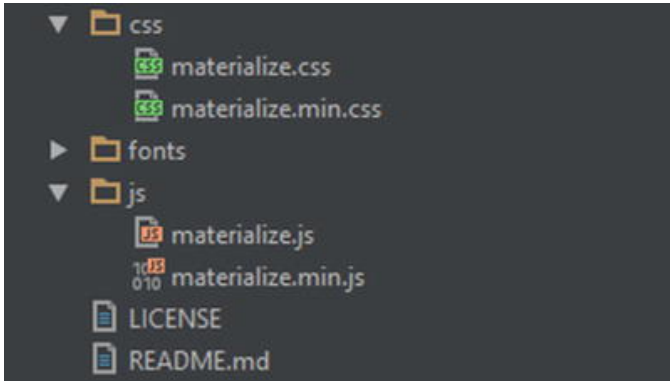 css
materialize.css
materialize.min.css
fonts
js
materialize.js
materialize.min.js
LICENSE
README.md